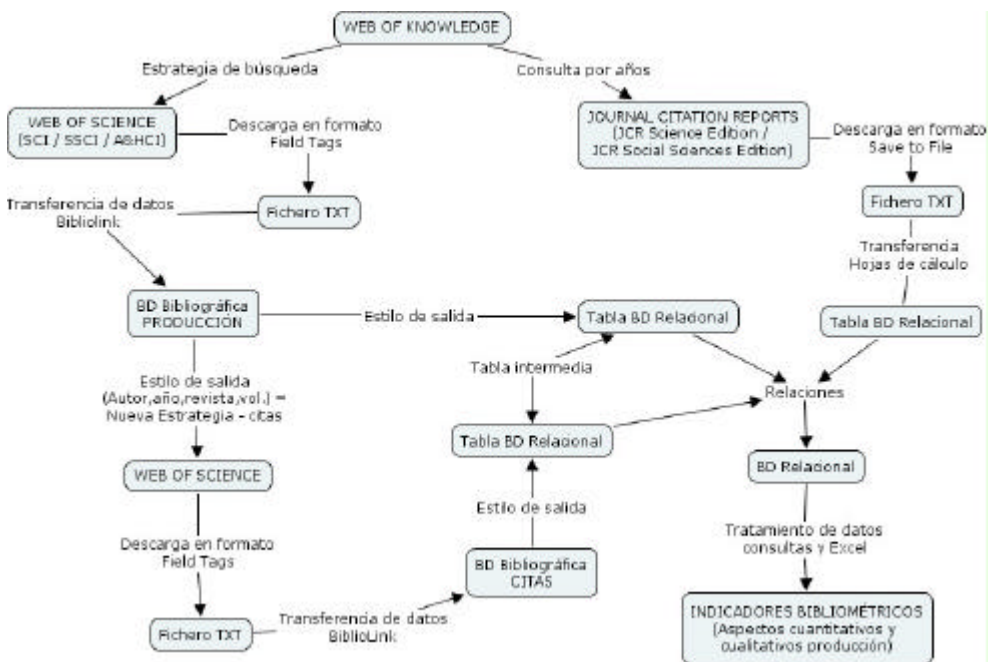 WEB OF KNOWLEDGE
Estrategia de búsqueda
Consulta por años
WEB OF SCIENCE
(SCI / SSCI / A&HCI)
Descarga en formato
Field Tags
JOURNAL CITATION REPORTS
(JCR Science Edition /
JCR Social Sciences Edition)
Descarga en formato
Save to File
Transferencia de datos
Bibliolink
Fichero TXT
Fichero TXT
Transferencia
Hojas de cálculo
BD Bibliográfica
PRODUCCIÓN
Estilo de salida
Tabla BD Relacional
Tabla BD Relacional
Estilo de salida
(Autor,año,revista,vol.) =
Nueva Estrategia - citas
Tabla intermedia
Relaciones
Tabla BD Relacional
WEB OF SCIENCE
BD Relacional
Estilo de salida
Descarga en formato
Field Tags
Tratamiento de datos
consultas y Excel
BD Bibliográfica
CITAS
Fichero TXT
Transferencia de datos
BiblioLink
INDICADORES BIBLIOMÉTRICOS
(Aspectos cuantitativos y
cualitativos producción)